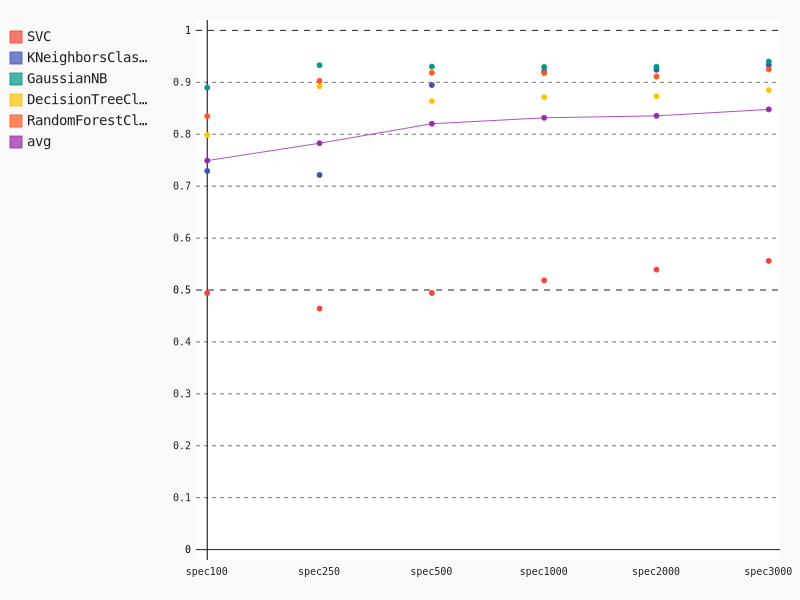 SVC
KNeighborsClas…
GaussianNB
DecisionTreeCl…
RandomForestCl…
avg
1
0.9
0.8
0.7
0.6
0.5
0.4
0.3
0.2
0.1
0
spec100 spec250 spec500 spec1000 spec2000 spec3000